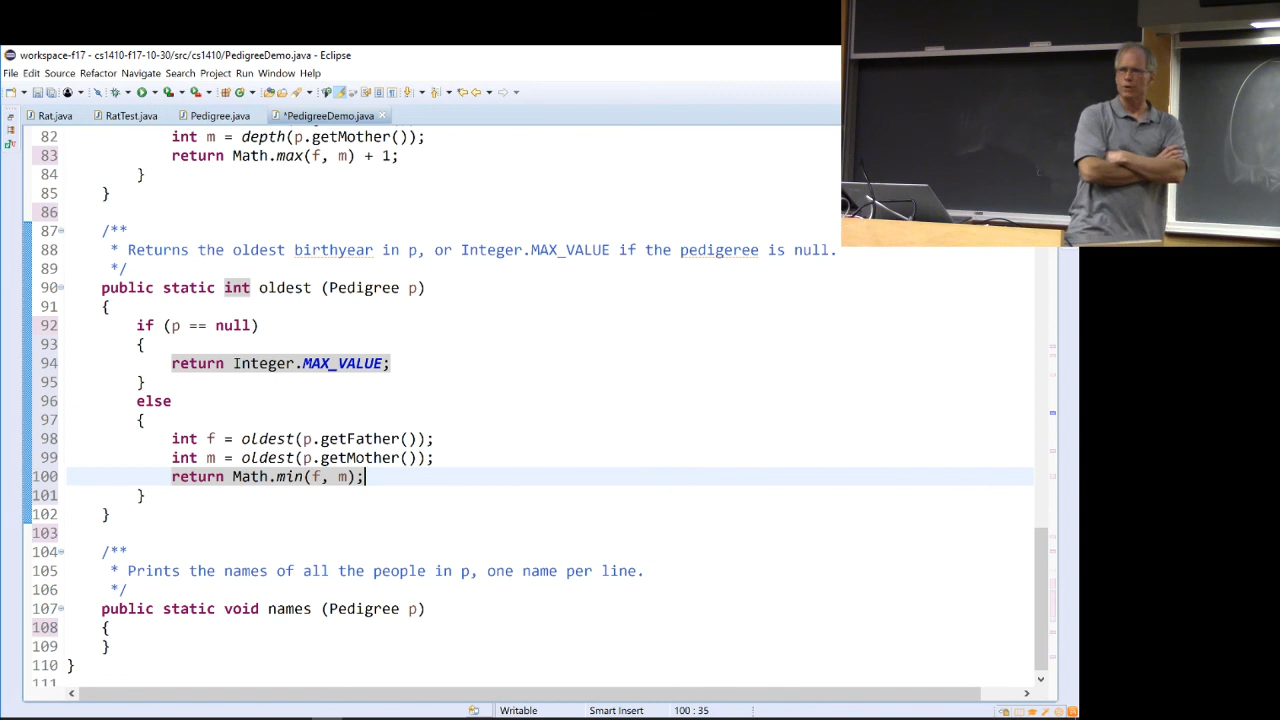 workspace-f17 - cs1410-f17-10-30/src/cs1410/PedigreeDemo.java - Eclipse
File Edit Source Refactor Navigate Search Project Run Window Help
Rat.java RatTest.java Pedigree.java *PedigreeDemo.java
82 int m = depth(p.getMother());
83 return Math.max(f, m) + 1;
84 }
85 }
86
87 /**
88 * Returns the oldest birthyear in p, or Integer.MAX_VALUE if the pedigeree is null.
89 */
90 public static int oldest (Pedigree p)
91 {
92 if (p == null)
93 {
94 return Integer.MAX_VALUE;
95 }
96 else
97 {
98 int f = oldest(p.getFather());
99 int m = oldest(p.getMother());
100 return Math.min(f, m);
101 }
102 }
103
104 /**
105 * Prints the names of all the people in p, one name per line.
106 */
107 public static void names (Pedigree p)
108 {
109 }
110 }
111
Writable Smart Insert 100 : 35